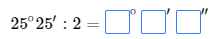 25°25′ : 2 = □° □′ □″